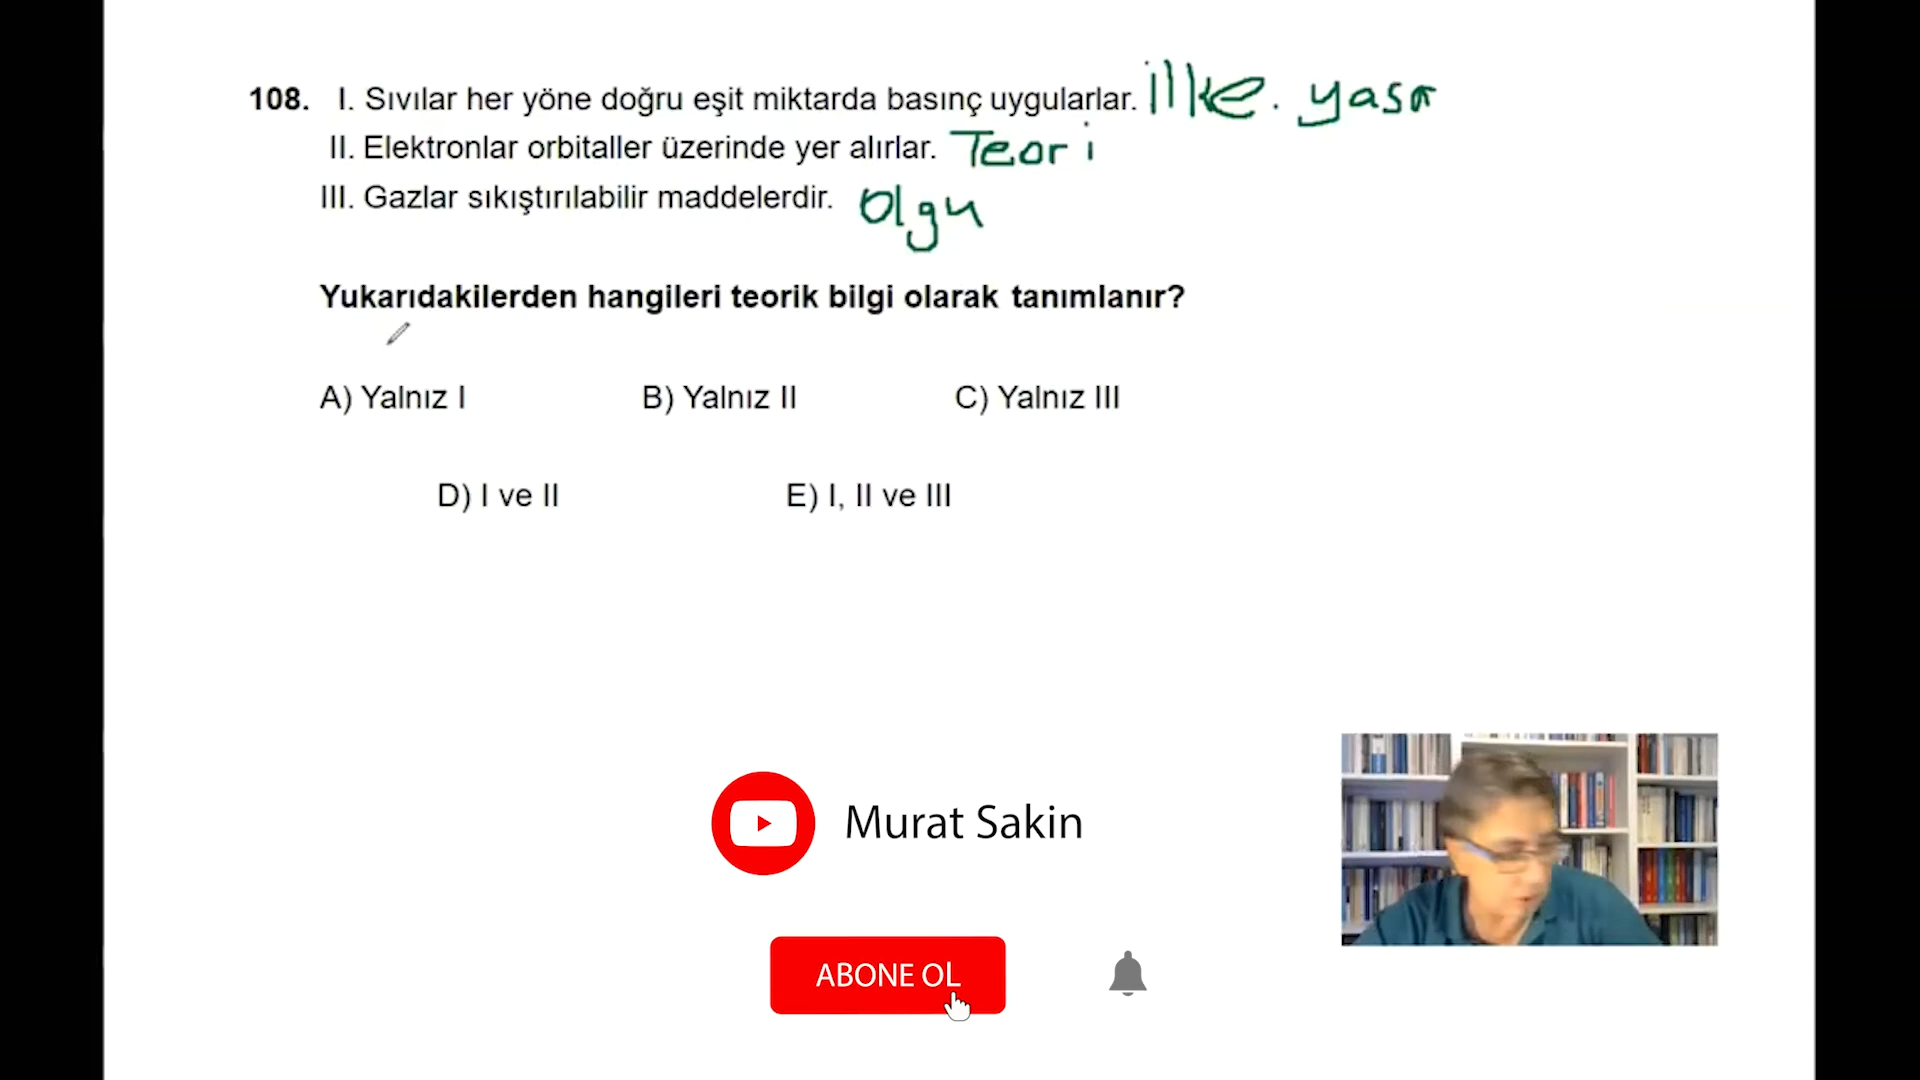 108. I. Sıvılar her yöne doğru eşit miktarda basınç uygularlar. ilke. yasa
II. Elektronlar orbitaller üzerinde yer alırlar. Teori
III. Gazlar sıkıştırılabilir maddelerdir. Olgu
Yukarıdakilerden hangileri teorik bilgi olarak tanımlanır?
A) Yalnız I B) Yalnız II C) Yalnız III
D) I ve II E) I, II ve III
Murat Sakin
ABONE OL